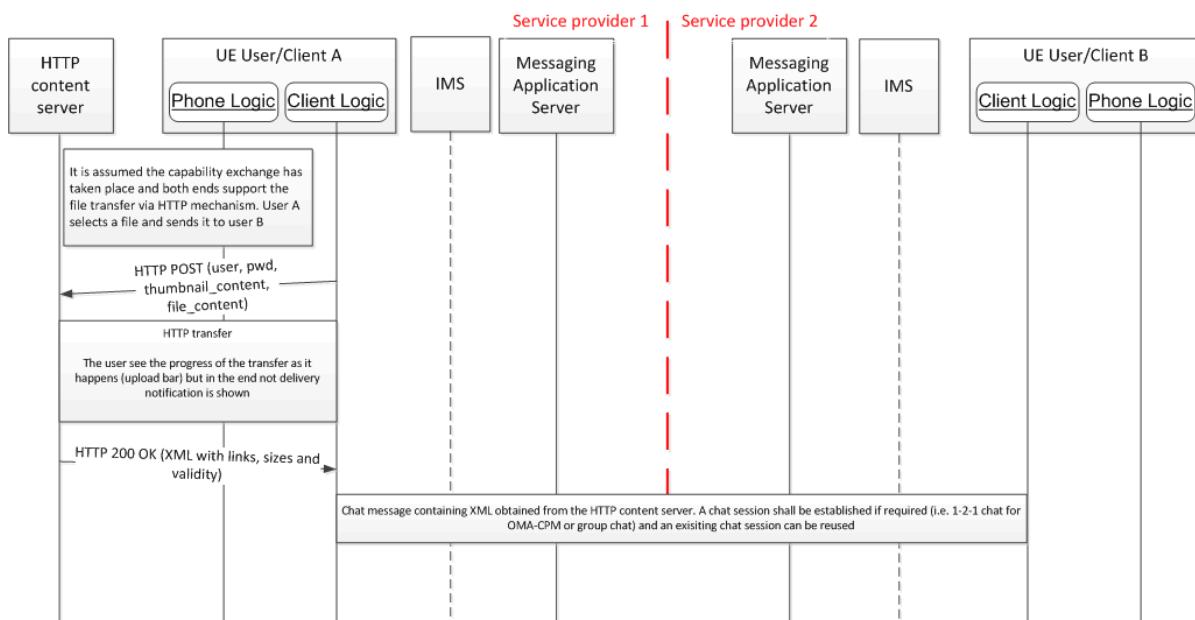 Service provider 1
Service provider 2
HTTP
content
server
UE User/Client A
Phone Logic
Client Logic
IMS
Messaging
Application
Server
Messaging
Application
Server
IMS
UE User/Client B
Client Logic
Phone Logic
It is assumed the capability exchange has
taken place and both ends support the
file transfer via HTTP mechanism. User A
selects a file and sends it to user B
HTTP POST (user, pwd,
thumbnail_content,
file_content)
HTTP transfer
The user see the progress of the transfer as it
happens (upload bar) but in the end not delivery
notification is shown
HTTP 200 OK (XML with links, sizes and
validity)
Chat message containing XML obtained from the HTTP content server. A chat session shall be established if required (i.e. 1-2-1 chat for
OMA-CPM or group chat) and an exisiting chat session can be reused